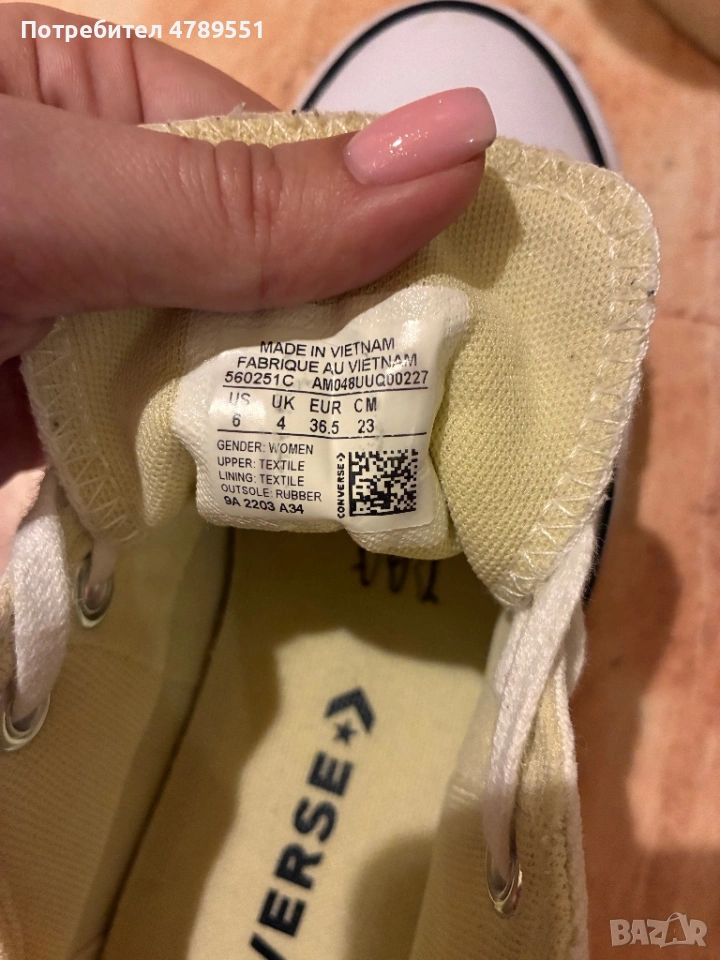 Потребител 4789551
MADE IN VIETNAM
FABRIQUE AU VIETNAM
560251C AM048UUQ00227
US UK EUR CM
6 4 36.5 23
GENDER: WOMEN
UPPER: TEXTILE
LINING: TEXTILE
OUTSOLE: RUBBER
9A 2203 A34
CONVERSE
VERSE
BAZAR